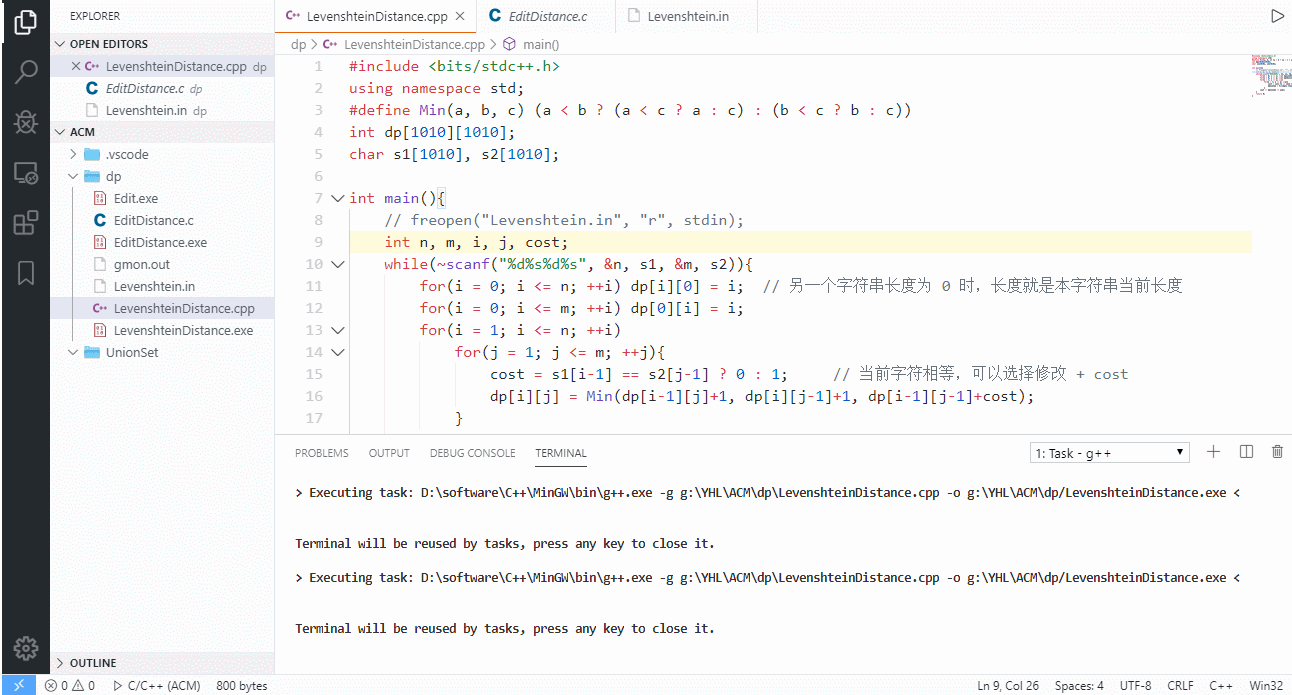 EXPLORER
OPEN EDITORS
LevenshteinDistance.cpp dp
EditDistance.c dp
Levenshtein.in dp
ACM
.vscode
dp
Edit.exe
EditDistance.c
EditDistance.exe
gmon.out
Levenshtein.in
LevenshteinDistance.cpp
LevenshteinDistance.exe
UnionSet
OUTLINE
LevenshteinDistance.cpp EditDistance.c Levenshtein.in
dp > LevenshteinDistance.cpp > main()
1 #include <bits/stdc++.h>
2 using namespace std;
3 #define Min(a, b, c) (a < b ? (a < c ? a : c) : (b < c ? b : c))
4 int dp[1010][1010];
5 char s1[1010], s2[1010];
6
7 int main(){
8 // freopen("Levenshtein.in", "r", stdin);
9 int n, m, i, j, cost;
10 while(~scanf("%d%s%d%s", &n, s1, &m, s2)){
11 for(i = 0; i <= n; ++i) dp[i][0] = i; // 另一个字符串长度为 0 时，长度就是本字符串当前长度
12 for(i = 0; i <= m; ++i) dp[0][i] = i;
13 for(i = 1; i <= n; ++i)
14 for(j = 1; j <= m; ++j){
15 cost = s1[i-1] == s2[j-1] ? 0 : 1; // 当前字符相等，可以选择修改 + cost
16 dp[i][j] = Min(dp[i-1][j]+1, dp[i][j-1]+1, dp[i-1][j-1]+cost);
17 }
PROBLEMS OUTPUT DEBUG CONSOLE TERMINAL 1: Task - g++
> Executing task: D:\software\C++\MinGW\bin\g++.exe -g g:\YHL\ACM\dp\LevenshteinDistance.cpp -o g:\YHL\ACM\dp/LevenshteinDistance.exe <
Terminal will be reused by tasks, press any key to close it.
> Executing task: D:\software\C++\MinGW\bin\g++.exe -g g:\YHL\ACM\dp\LevenshteinDistance.cpp -o g:\YHL\ACM\dp/LevenshteinDistance.exe <
Terminal will be reused by tasks, press any key to close it.
0 0 C/C++ (ACM) 800 bytes Ln 9, Col 26 Spaces: 4 UTF-8 CRLF C++ Win32